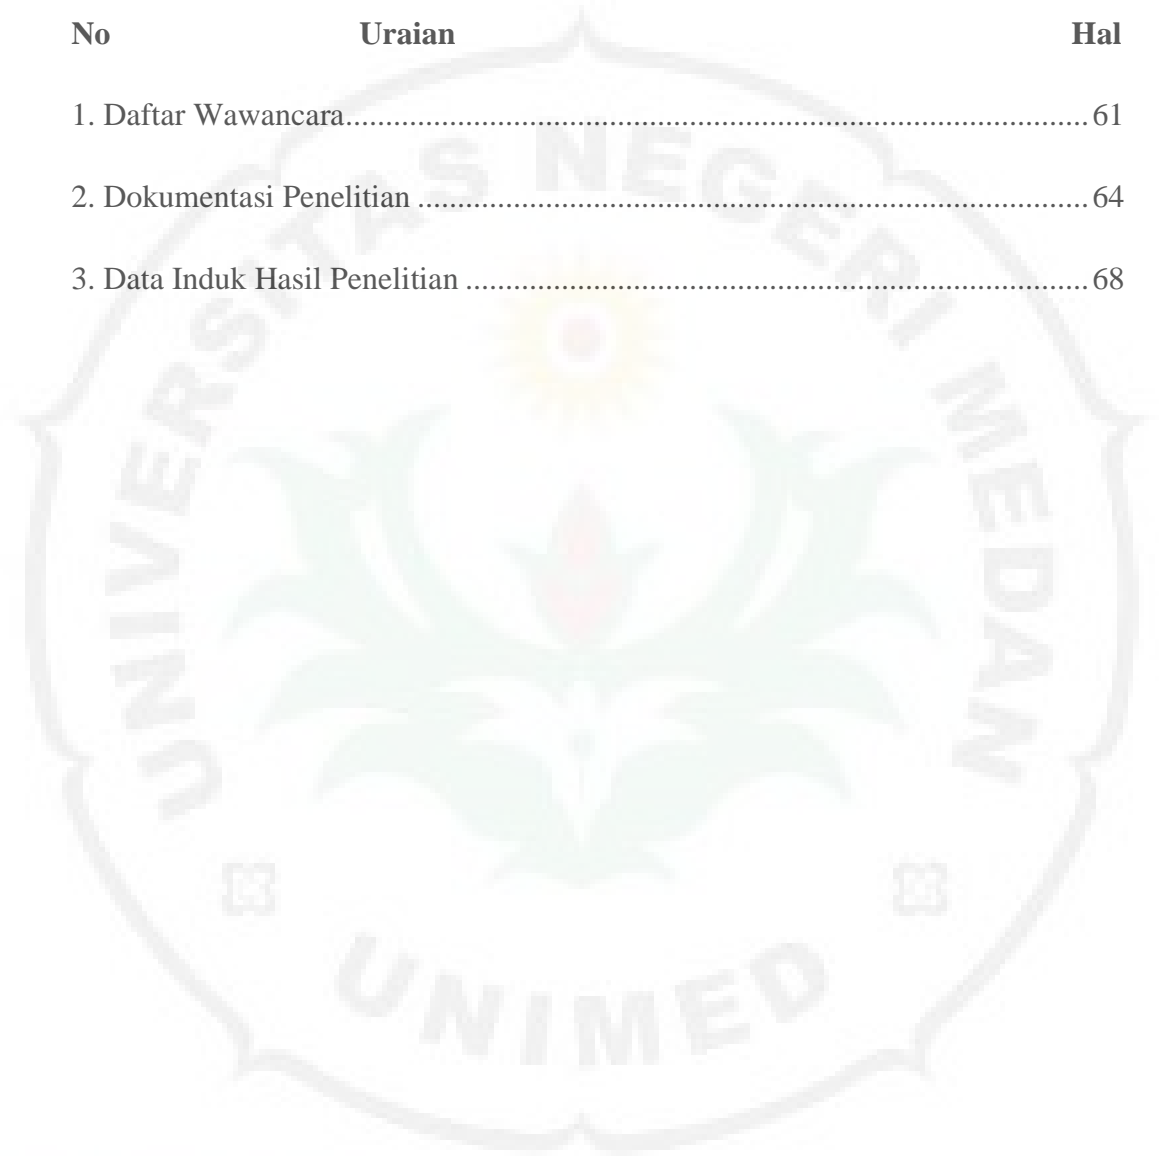 No Uraian Hal
1. Daftar Wawancara........................................................................................ 61
2. Dokumentasi Penelitian ................................................................................ 64
3. Data Induk Hasil Penelitian .......................................................................... 68
UNIVERSITAS NEGERI MEDAN
UNIMED